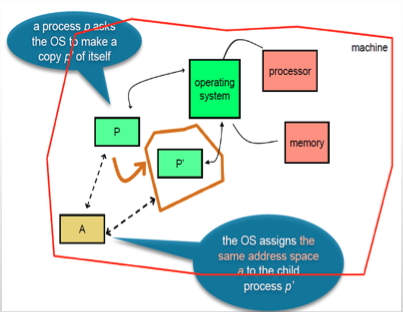 a process p asks
the OS to make a
copy p' of itself
machine
operating
system
processor
memory
P
P'
A
the OS assigns the
same address space
a to the child
process p'